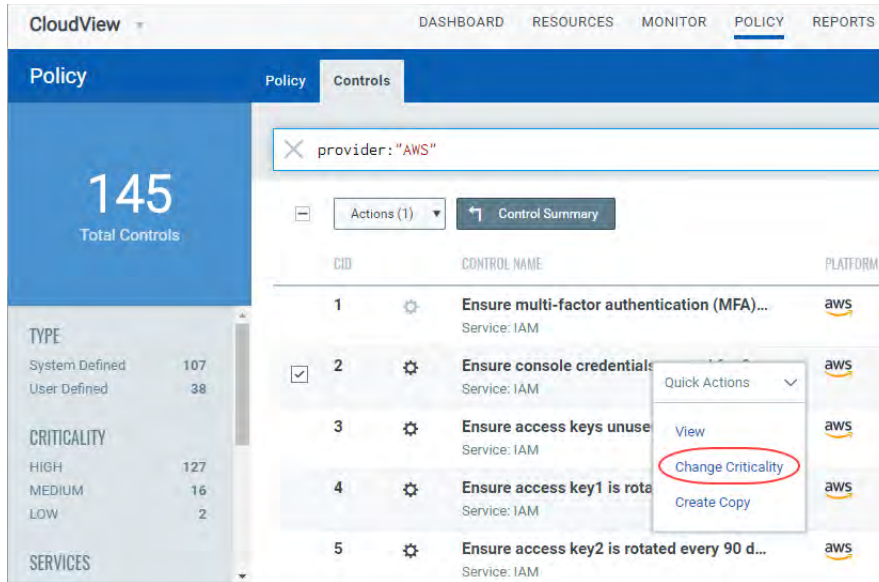 CloudView
DASHBOARD RESOURCES MONITOR POLICY REPORTS
Policy
Policy Controls
provider:"AWS"
145
Total Controls
Actions (1) Control Summary
CID CONTROL NAME PLATFORM
1 Ensure multi-factor authentication (MFA)... aws
Service: IAM
TYPE
System Defined 107
User Defined 38
2 Ensure console credentials aws
Service: IAM
Quick Actions
View
Change Criticality
Create Copy
3 Ensure access keys aws
Service: IAM
CRITICALITY
HIGH 127
MEDIUM 16
LOW 2
4 Ensure access key1 is aws
Service: IAM
5 Ensure access key2 is rotated every 90 d... aws
Service: IAM
SERVICES